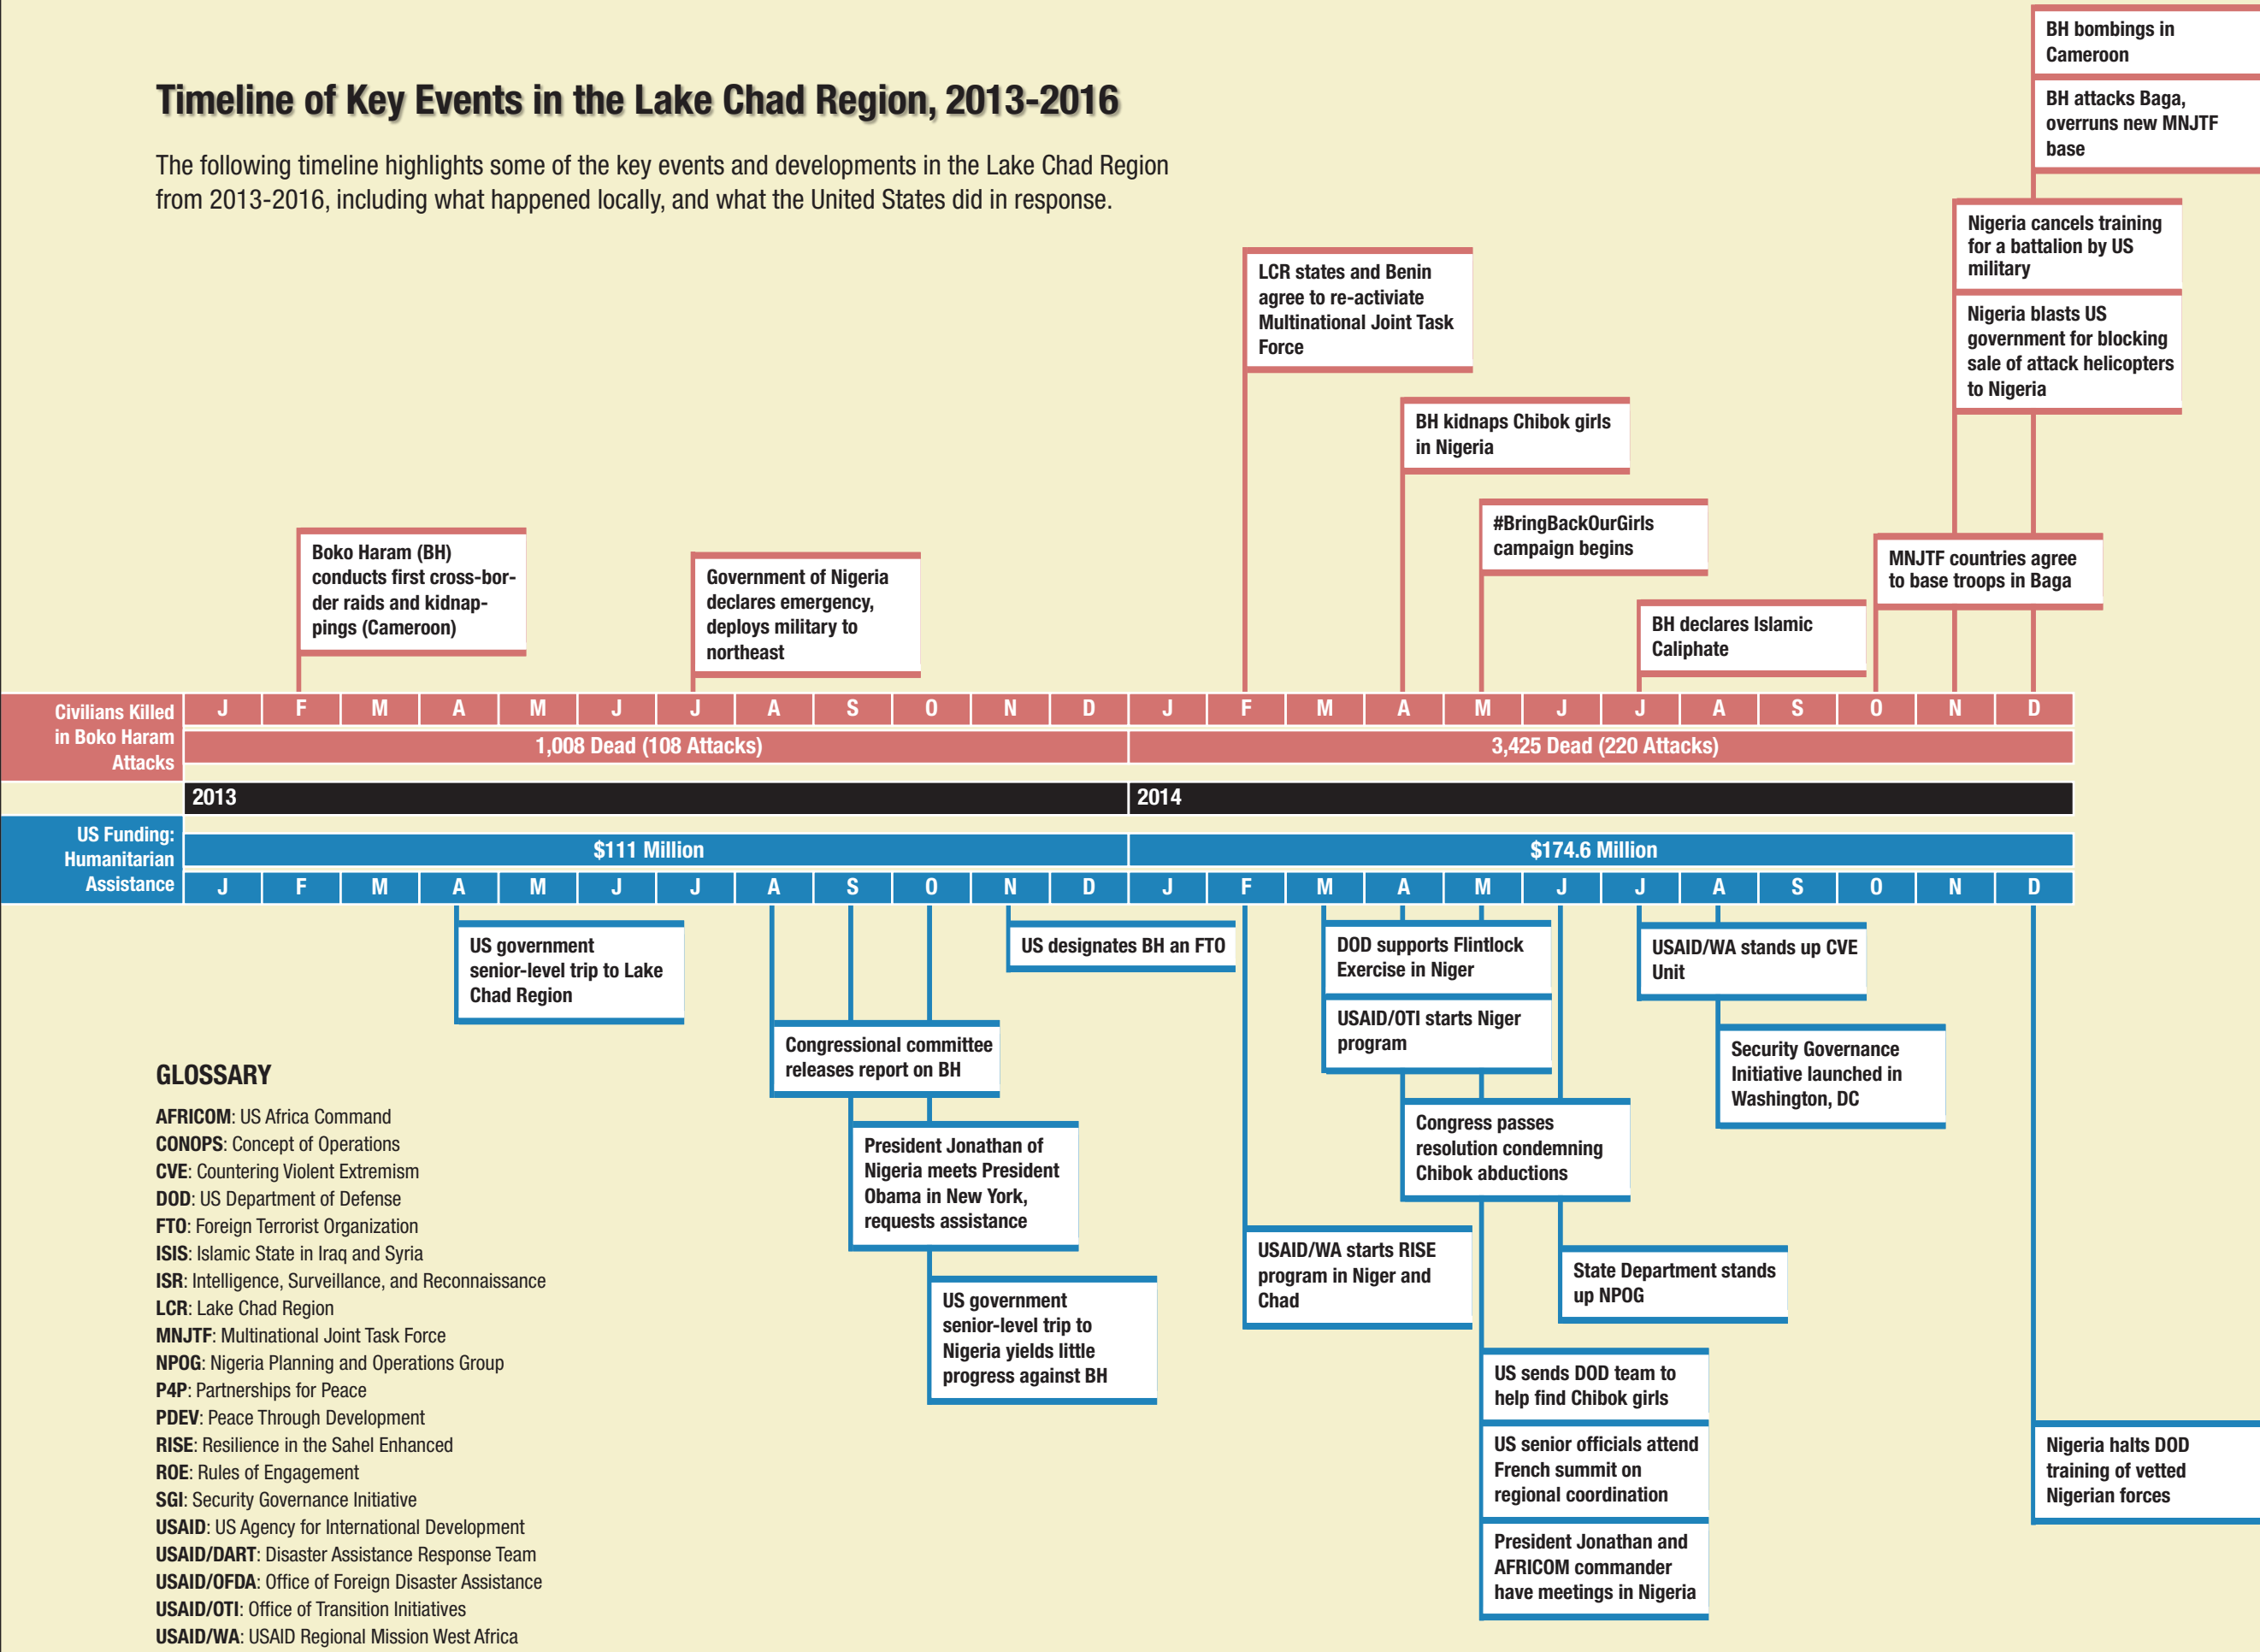 Timeline of Key Events in the Lake Chad Region, 2013-2016
The following timeline highlights some of the key events and developments in the Lake Chad Region
from 2013-2016, including what happened locally, and what the United States did in response.
BH bombings in
Cameroon
BH attacks Baga,
overruns new MNJTF
base
Nigeria cancels training
for a battalion by US
military
Nigeria blasts US
government for blocking
sale of attack helicopters
to Nigeria
LCR states and Benin
agree to re-activiate
Multinational Joint Task
Force
BH kidnaps Chibok girls
in Nigeria
#BringBackOurGirls
campaign begins
Boko Haram (BH)
conducts first cross-bor-
der raids and kidnap-
pings (Cameroon)
Government of Nigeria
declares emergency,
deploys military to
northeast
MNJTF countries agree
to base troops in Baga
BH declares Islamic
Caliphate
Civilians Killed
in Boko Haram
Attacks
J F M A M J J A S O N D J F M A M J J A S O N D
1,008 Dead (108 Attacks) 3,425 Dead (220 Attacks)
2013 2014
US Funding:
Humanitarian
Assistance
$111 Million $174.6 Million
J F M A M J J A S O N D J F M A M J J A S O N D
US government
senior-level trip to Lake
Chad Region
Congressional committee
releases report on BH
President Jonathan of
Nigeria meets President
Obama in New York,
requests assistance
US government
senior-level trip to
Nigeria yields little
progress against BH
US designates BH an FTO
USAID/WA starts RISE
program in Niger and
Chad
DOD supports Flintlock
Exercise in Niger
USAID/OTI starts Niger
program
Congress passes
resolution condemning
Chibok abductions
US sends DOD team to
help find Chibok girls
US senior officials attend
French summit on
regional coordination
President Jonathan and
AFRICOM commander
have meetings in Nigeria
State Department stands
up NPOG
USAID/WA stands up CVE
Unit
Security Governance
Initiative launched in
Washington, DC
Nigeria halts DOD
training of vetted
Nigerian forces
GLOSSARY
AFRICOM: US Africa Command
CONOPS: Concept of Operations
CVE: Countering Violent Extremism
DOD: US Department of Defense
FTO: Foreign Terrorist Organization
ISIS: Islamic State in Iraq and Syria
ISR: Intelligence, Surveillance, and Reconnaissance
LCR: Lake Chad Region
MNJTF: Multinational Joint Task Force
NPOG: Nigeria Planning and Operations Group
P4P: Partnerships for Peace
PDEV: Peace Through Development
RISE: Resilience in the Sahel Enhanced
ROE: Rules of Engagement
SGI: Security Governance Initiative
USAID: US Agency for International Development
USAID/DART: Disaster Assistance Response Team
USAID/OFDA: Office of Foreign Disaster Assistance
USAID/OTI: Office of Transition Initiatives
USAID/WA: USAID Regional Mission West Africa